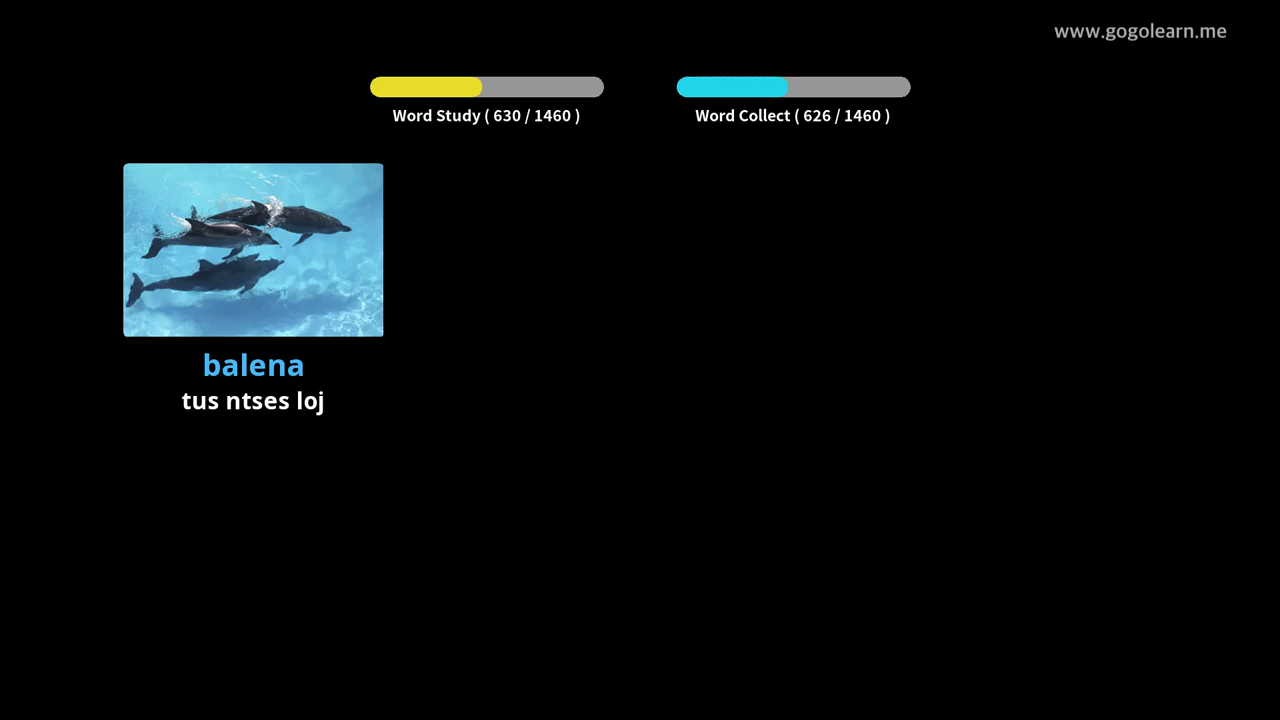 www.gogolearn.me
Word Study ( 630 / 1460 )
Word Collect ( 626 / 1460 )
balena
tus ntses loj